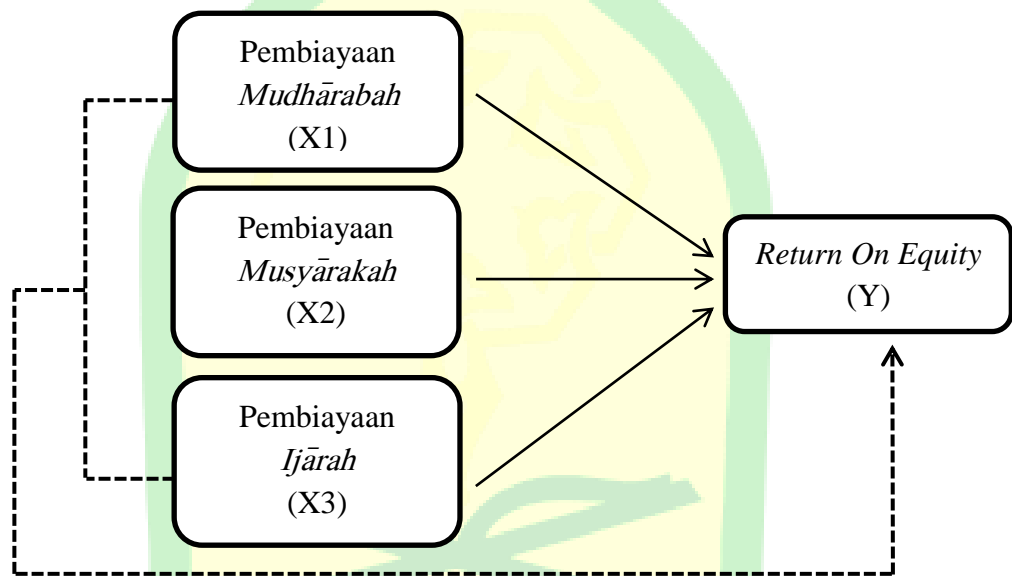 Pembiayaan
Mudhārabah
(X1)
Pembiayaan
Musyārakah
(X2)
Pembiayaan
Ijārah
(X3)
Return On Equity
(Y)